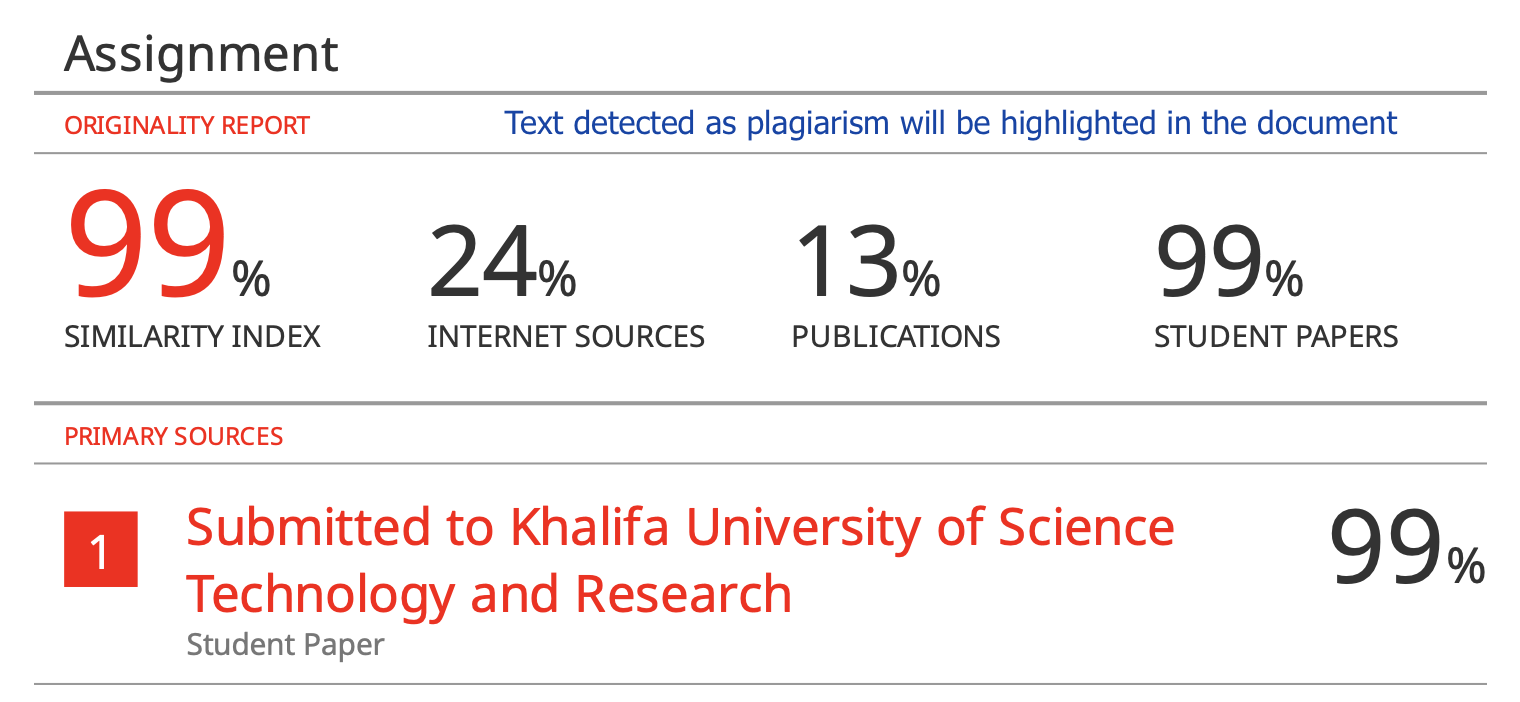 Assignment
ORIGINALITY REPORT
Text detected as plagiarism will be highlighted in the document
99%
SIMILARITY INDEX
24%
INTERNET SOURCES
13%
PUBLICATIONS
99%
STUDENT PAPERS
PRIMARY SOURCES
1
Submitted to Khalifa University of Science
Technology and Research
Student Paper
99%